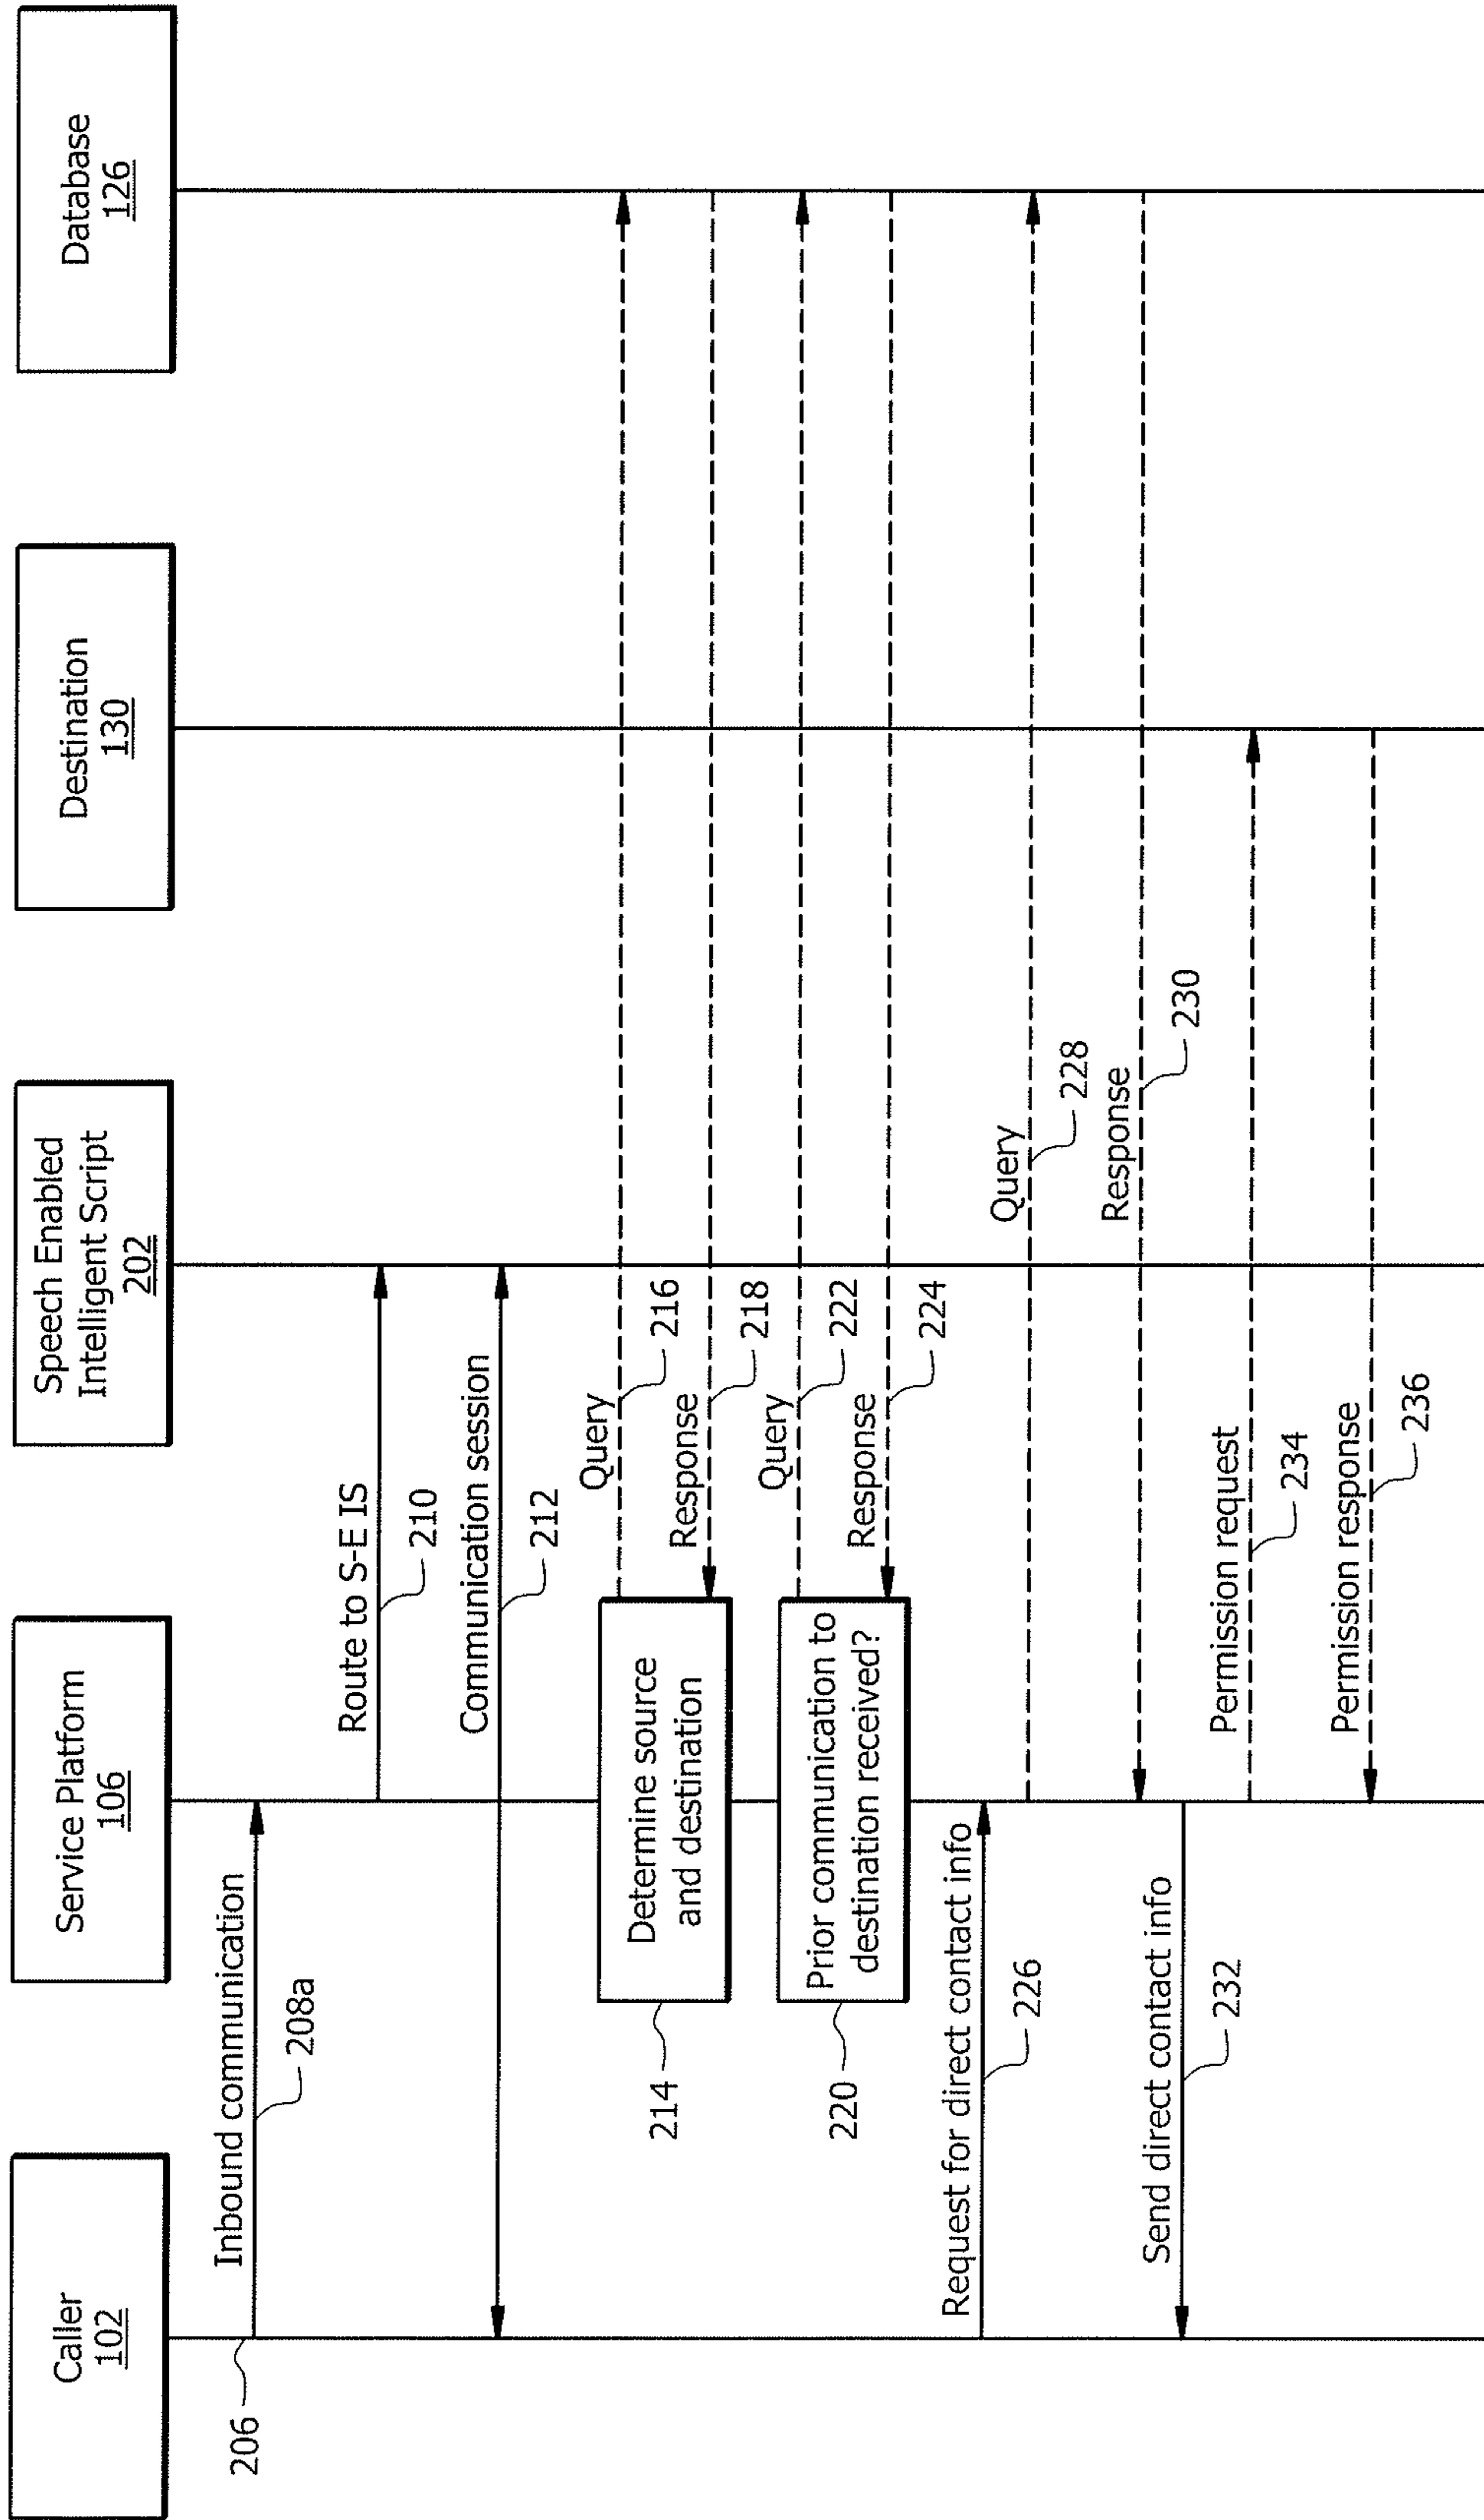 Caller
102
Service Platform
106
Speech Enabled
Intelligent Script
202
Destination
130
Database
126
206
Inbound communication
208a
Route to S-E IS
210
Communication session
212
214
Determine source
and destination
Query
216
Response
218
220
Prior communication to
destination received?
Query
222
Response
224
Request for direct contact info
226
Query
228
Response
230
Send direct contact info
232
Permission request
234
Permission response
236